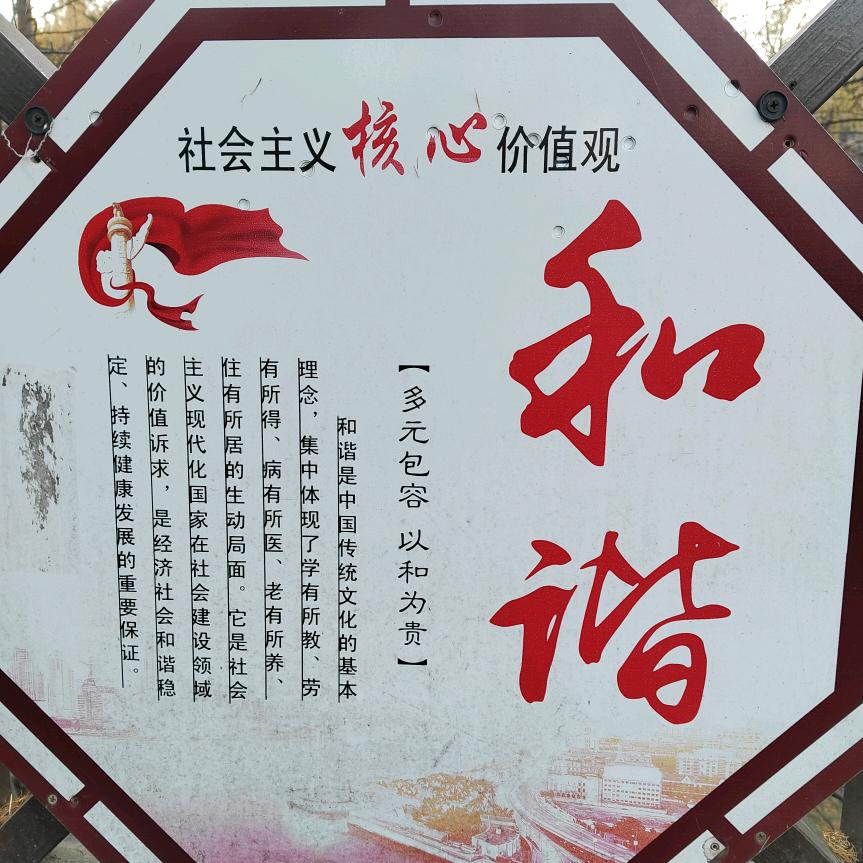 社会主义核心价值观
和谐
【多元包容 以和为贵】
和谐是中国传统文化的基本
理念，集中体现了学有所教、劳
有所得、病有所医、老有所养、
住有所居的生动局面。它是社会
主义现代化国家在社会建设领域
的价值诉求，是经济社会和谐稳
定、持续健康发展的重要保证。